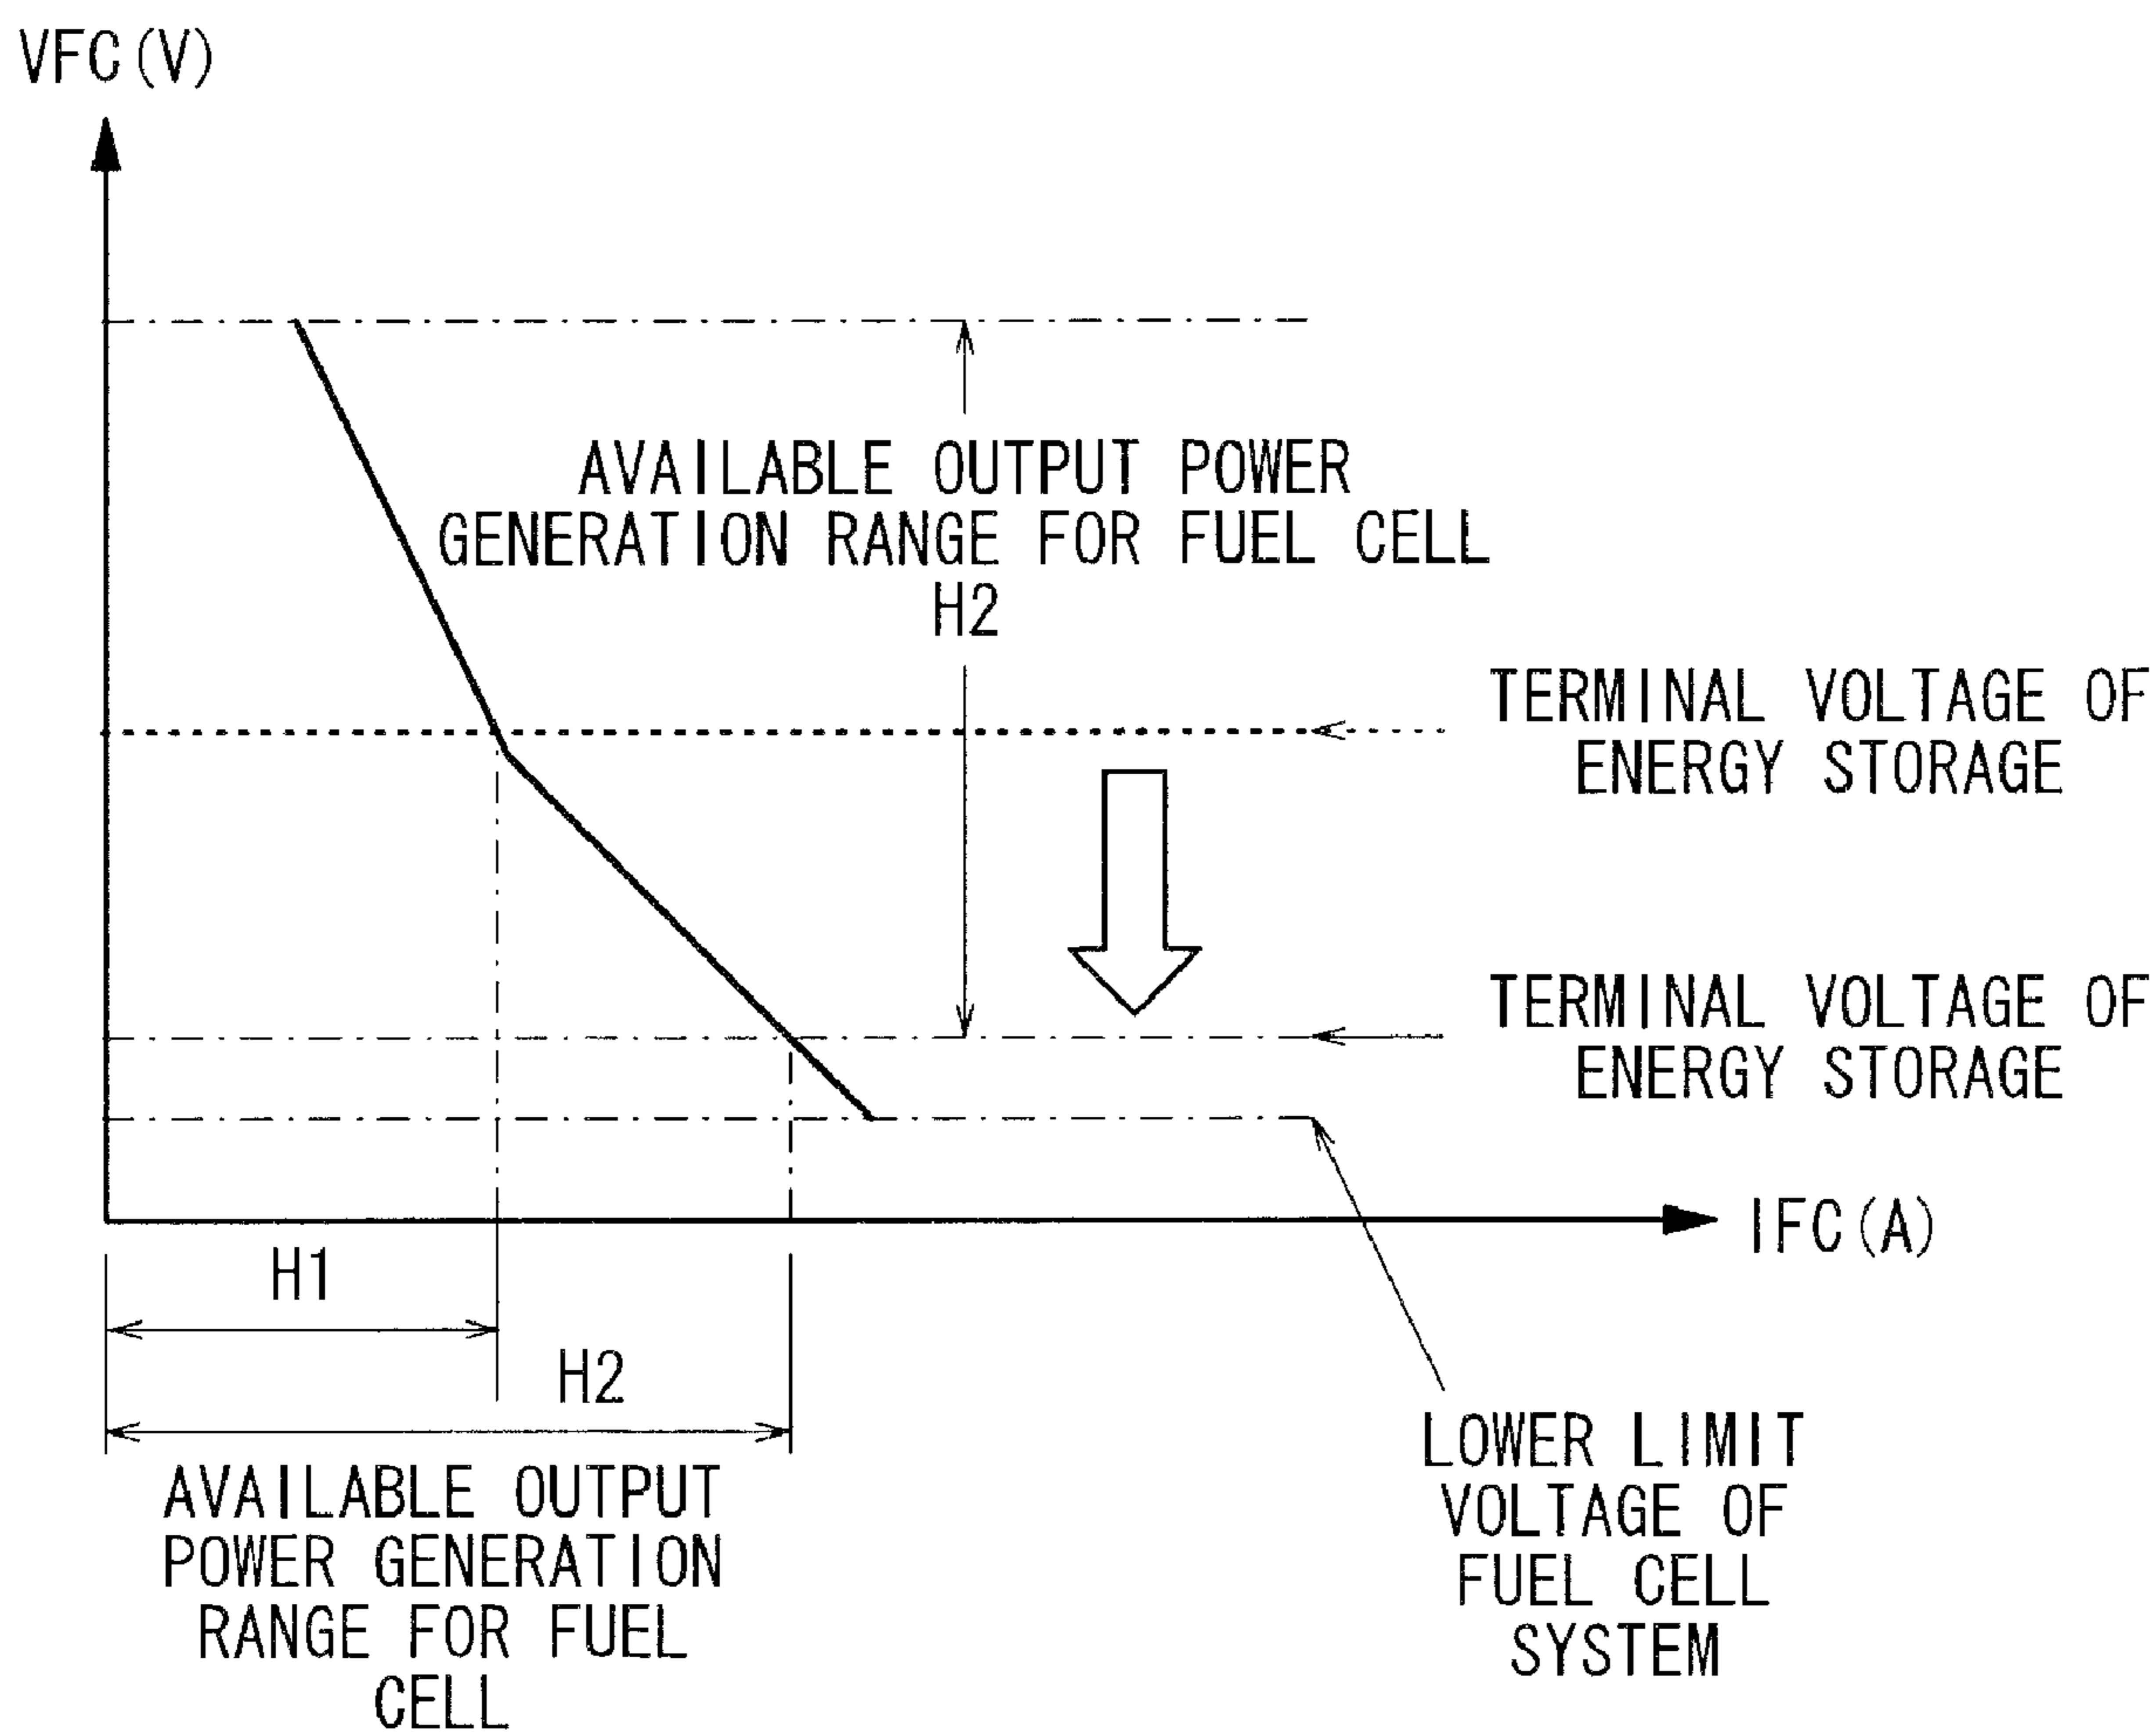 VFC(V)
AVAILABLE OUTPUT POWER
GENERATION RANGE FOR FUEL CELL
H2
TERMINAL VOLTAGE OF
ENERGY STORAGE
TERMINAL VOLTAGE OF
ENERGY STORAGE
IFC(A)
H1
H2
AVAILABLE OUTPUT
POWER GENERATION
RANGE FOR FUEL
CELL
LOWER LIMIT
VOLTAGE OF
FUEL CELL
SYSTEM